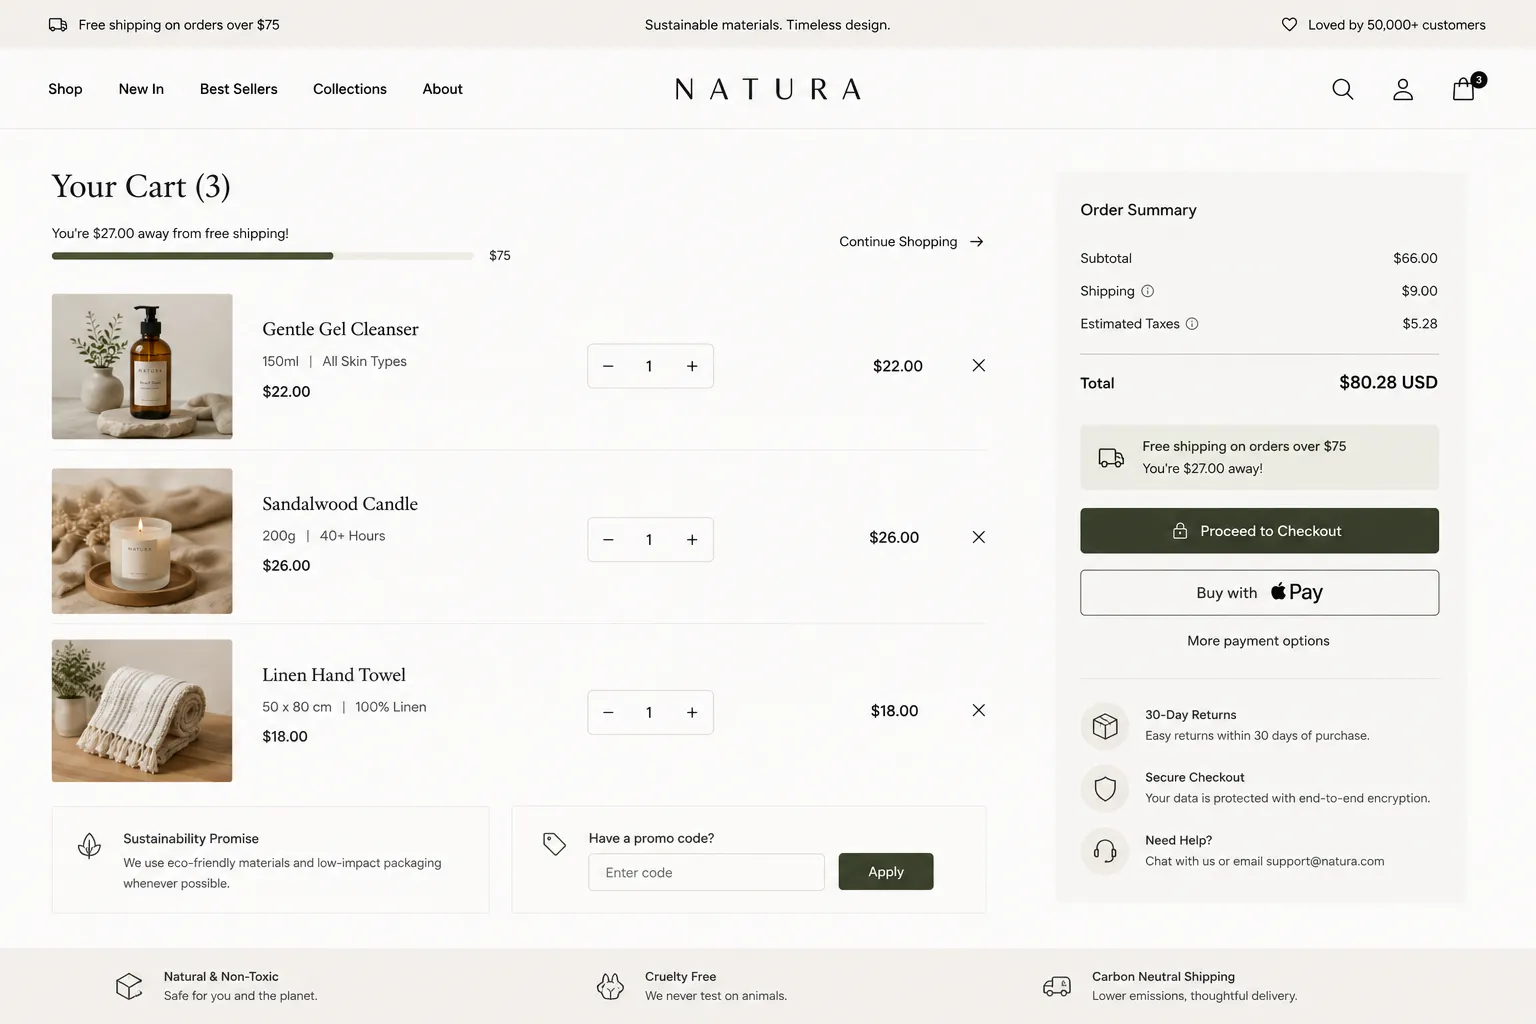 Free shipping on orders over $75
Sustainable materials. Timeless design.
Loved by 50,000+ customers
Shop
New In
Best Sellers
Collections
About
NATURA
3
Your Cart (3)
You're $27.00 away from free shipping!
$75
Continue Shopping
NATURA
Gentle Gel Cleanser
150ml | All Skin Types
$22.00
1
$22.00
NATURA
Sandalwood Candle
200g | 40+ Hours
$26.00
1
$26.00
Linen Hand Towel
50 x 80 cm | 100% Linen
$18.00
1
$18.00
Sustainability Promise
We use eco-friendly materials and low-impact packaging
whenever possible.
Have a promo code?
Enter code
Apply
Order Summary
Subtotal
$66.00
Shipping
$9.00
Estimated Taxes
$5.28
Total
$80.28 USD
Free shipping on orders over $75
You're $27.00 away!
Proceed to Checkout
Buy with Pay
More payment options
30-Day Returns
Easy returns within 30 days of purchase.
Secure Checkout
Your data is protected with end-to-end encryption.
Need Help?
Chat with us or email support@natura.com
Natural & Non-Toxic
Safe for you and the planet.
Cruelty Free
We never test on animals.
Carbon Neutral Shipping
Lower emissions, thoughtful delivery.